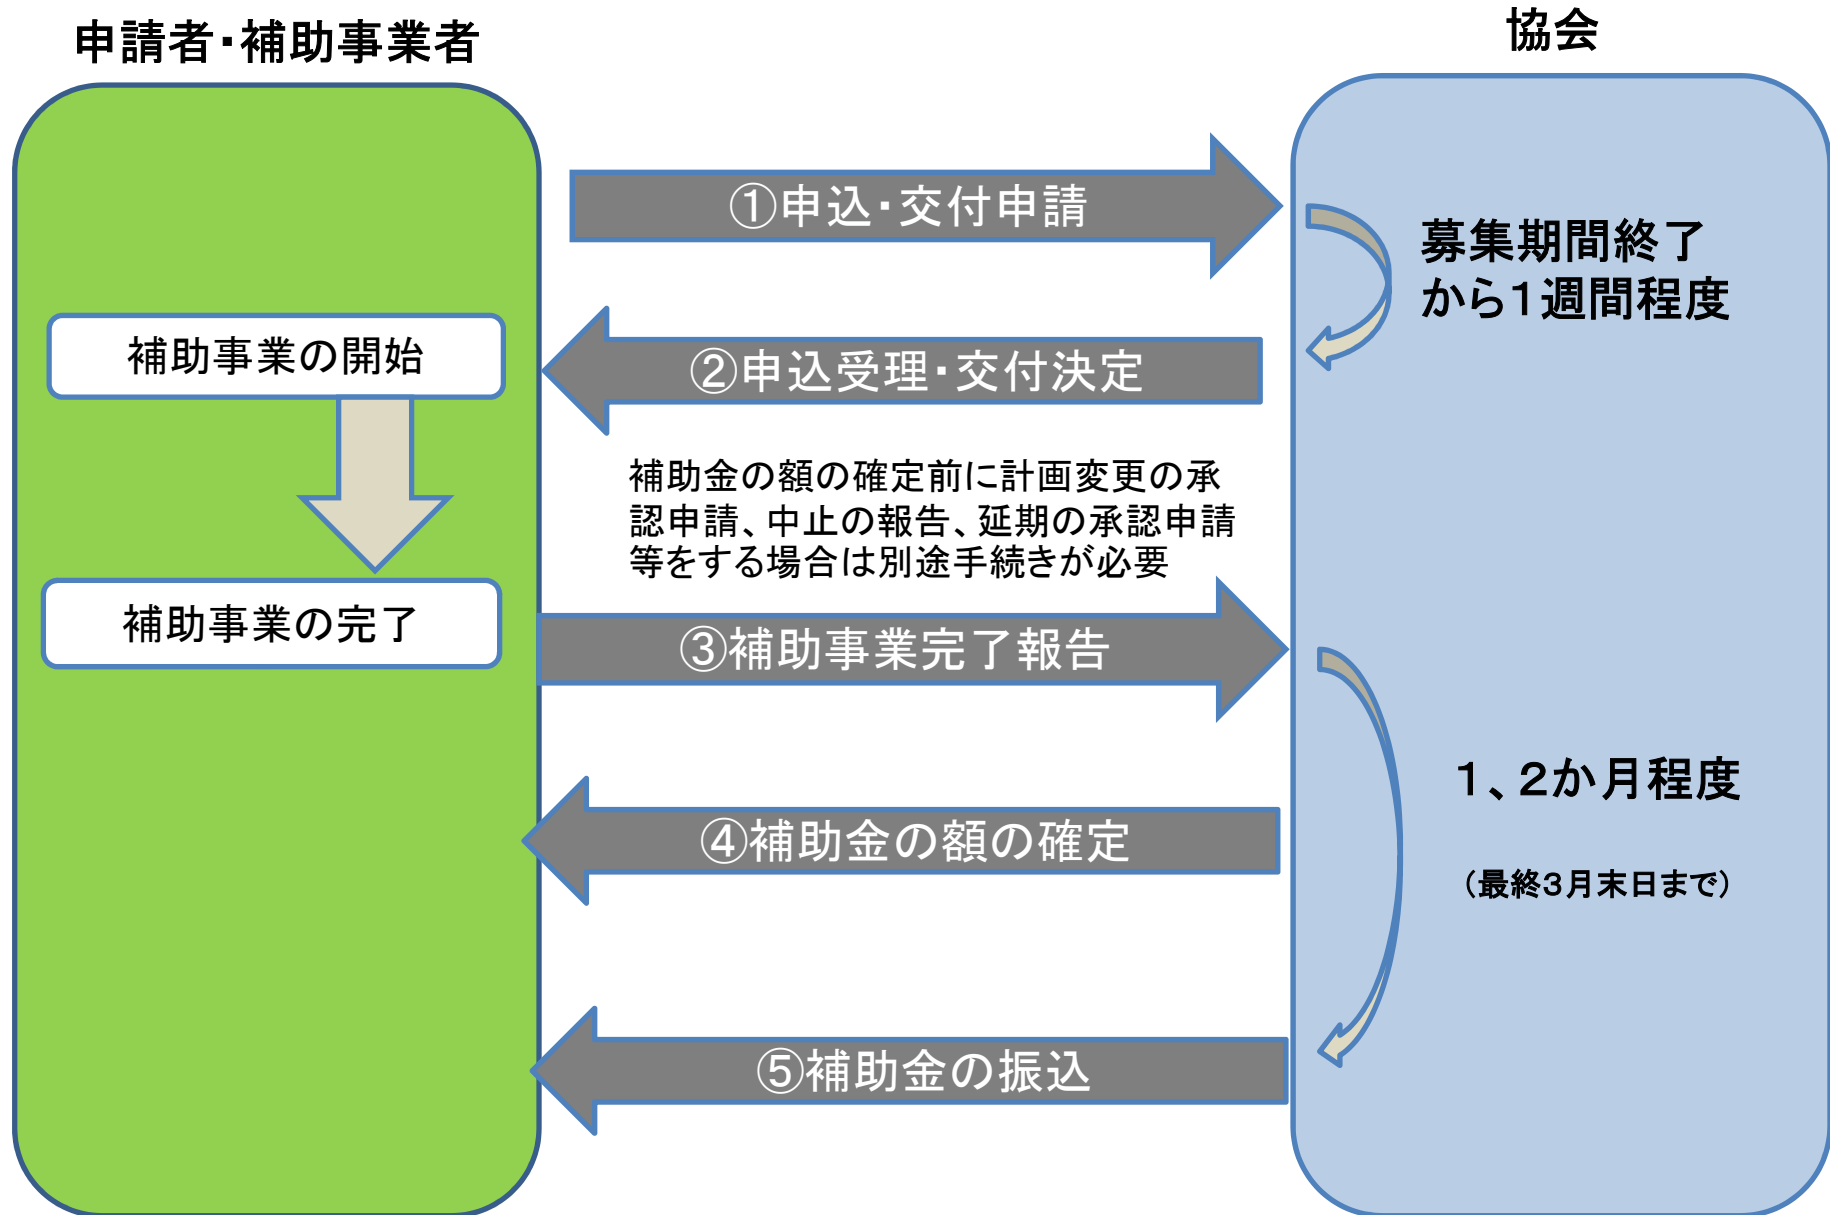 申請者・補助事業者
協会
①申込・交付申請
募集期間終了
から1週間程度
補助事業の開始
②申込受理・交付決定
補助金の額の確定前に計画変更の承
認申請、中止の報告、延期の承認申請
等をする場合は別途手続きが必要
補助事業の完了
③補助事業完了報告
1、2か月程度
④補助金の額の確定
（最終3月末日まで）
⑤補助金の振込